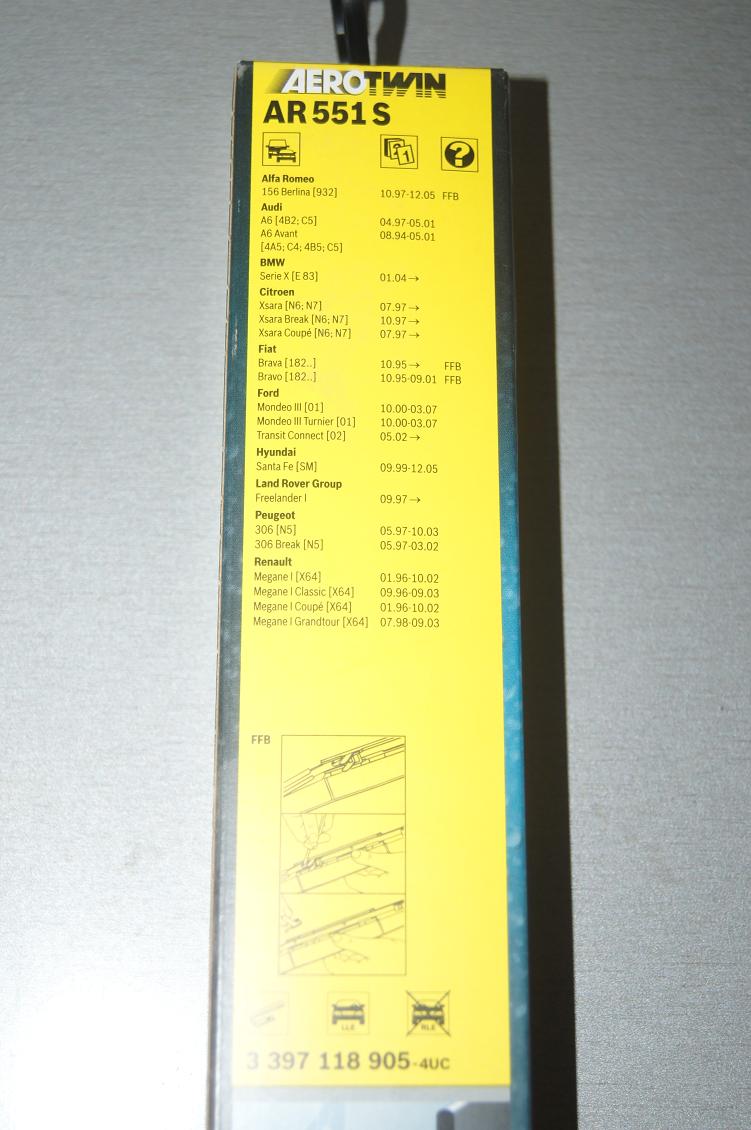 AEROTWIN
AR 551 S
Alfa Romeo
156 Berlina [932] 10.97-12.05 FFB
Audi
A6 [4B2; C5] 04.97-05.01
A6 Avant 08.94-05.01
[4A5; C4; 4B5; C5]
BMW
Serie X [E 83] 01.04→
Citroen
Xsara [N6; N7] 07.97→
Xsara Break [N6; N7] 10.97→
Xsara Coupé [N6; N7] 07.97→
Fiat
Brava [182..] 10.95→ FFB
Bravo [182..] 10.95-09.01 FFB
Ford
Mondeo III [01] 10.00-03.07
Mondeo III Turnier [01] 10.00-03.07
Transit Connect [02] 05.02→
Hyundai
Santa Fe [SM] 09.99-12.05
Land Rover Group
Freelander I 09.97→
Peugeot
306 [N5] 05.97-10.03
306 Break [N5] 05.97-03.02
Renault
Megane I [X64] 01.96-10.02
Megane I Classic [X64] 09.96-09.03
Megane I Coupé [X64] 01.96-10.02
Megane I Grandtour [X64] 07.98-09.03
FFB
LLE RLE
3 397 118 905-4UC